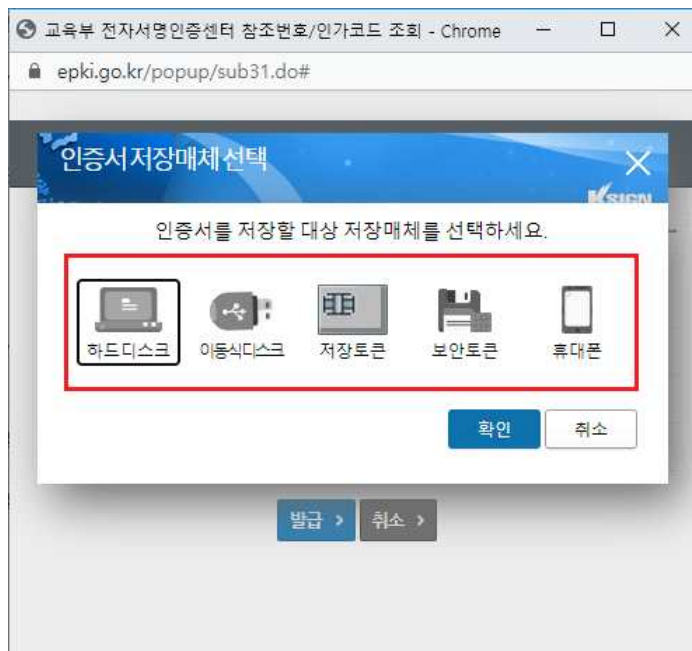 교육부 전자서명인증센터 참조번호/인가코드 조회 - Chrome
epki.go.kr/popup/sub31.do#
인증서 저장매체 선택
KSIGN
인증서를 저장할 대상 저장매체를 선택하세요.
하드디스크 이동식디스크 저장토큰 보안토큰 휴대폰
확인 취소
발급 취소